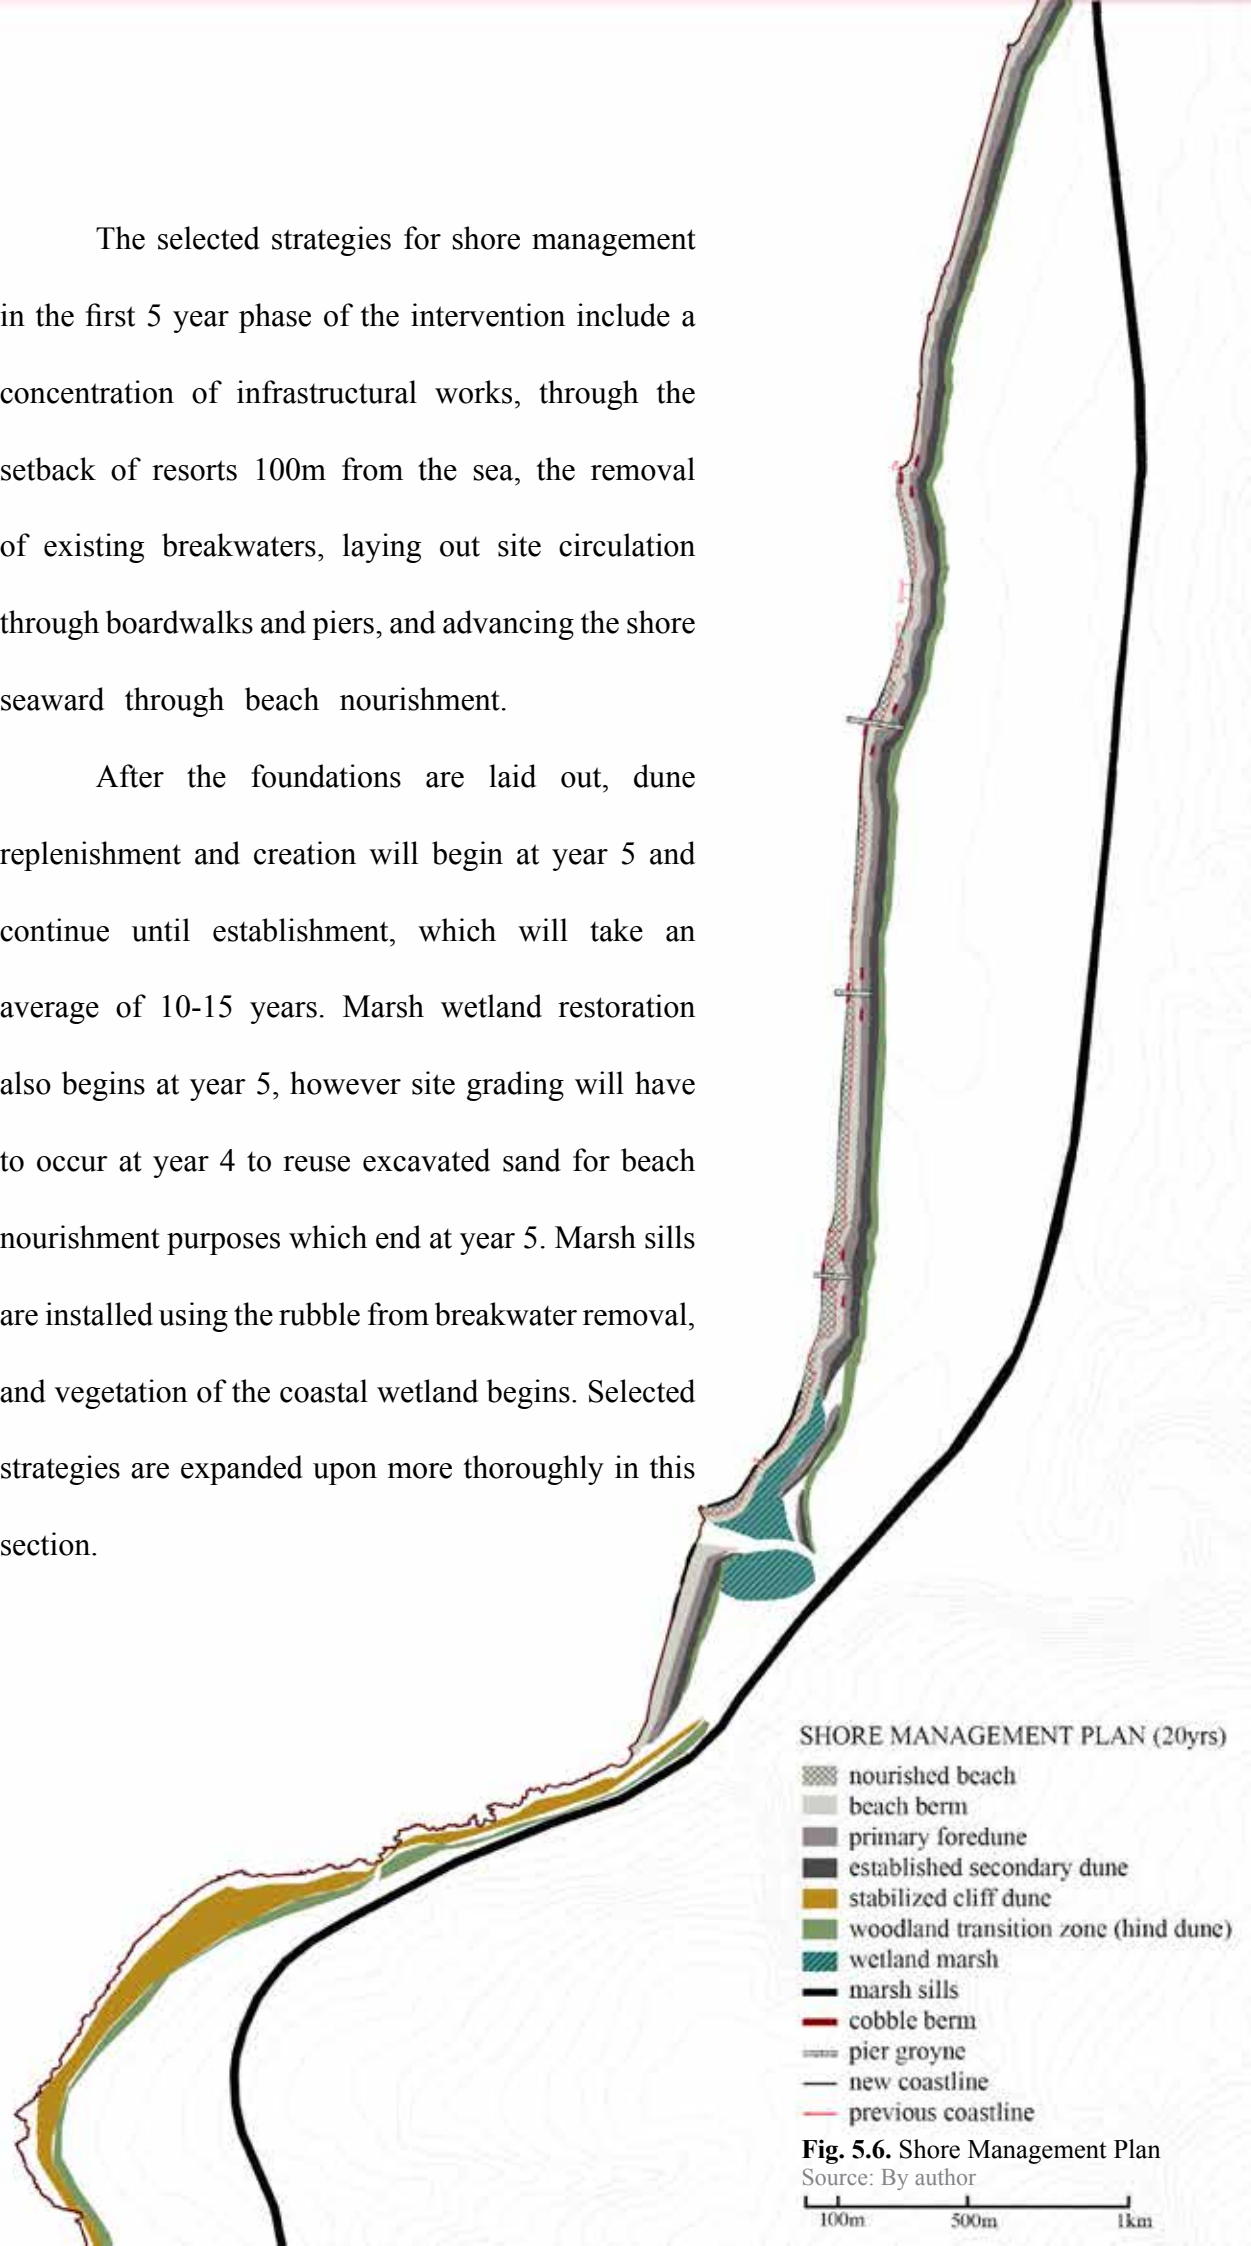 The selected strategies for shore management
in the first 5 year phase of the intervention include a
concentration of infrastructural works, through the
setback of resorts 100m from the sea, the removal
of existing breakwaters, laying out site circulation
through boardwalks and piers, and advancing the shore
seaward through beach nourishment.
After the foundations are laid out, dune
replenishment and creation will begin at year 5 and
continue until establishment, which will take an
average of 10-15 years. Marsh wetland restoration
also begins at year 5, however site grading will have
to occur at year 4 to reuse excavated sand for beach
nourishment purposes which end at year 5. Marsh sills
are installed using the rubble from breakwater removal,
and vegetation of the coastal wetland begins. Selected
strategies are expanded upon more thoroughly in this
section.
SHORE MANAGEMENT PLAN (20yrs)
nourished beach
beach berm
primary foredune
established secondary dune
stabilized cliff dune
woodland transition zone (hind dune)
wetland marsh
marsh sills
cobble berm
pier groyne
new coastline
previous coastline
Fig. 5.6. Shore Management Plan
Source: By author
100m 500m 1km